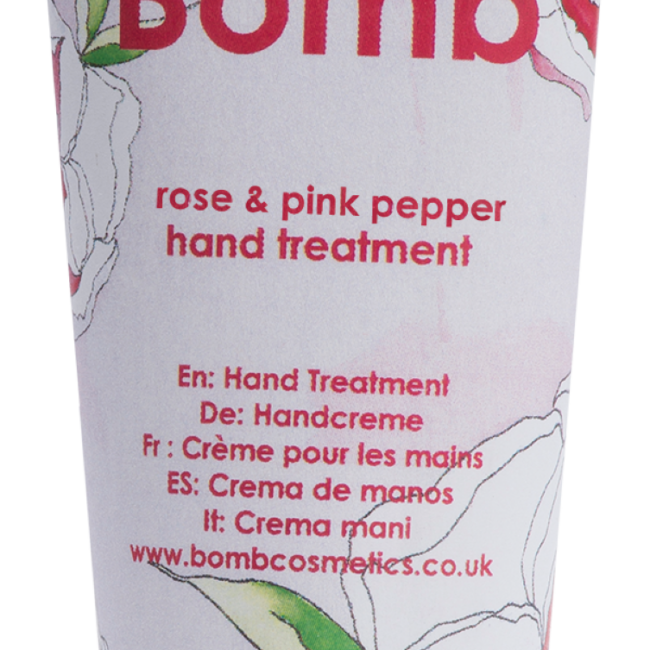 Bomb
rose & pink pepper
hand treatment
En: Hand Treatment
De: Handcreme
Fr : Crème pour les mains
ES: Crema de manos
It: Crema mani
www.bombcosmetics.co.uk